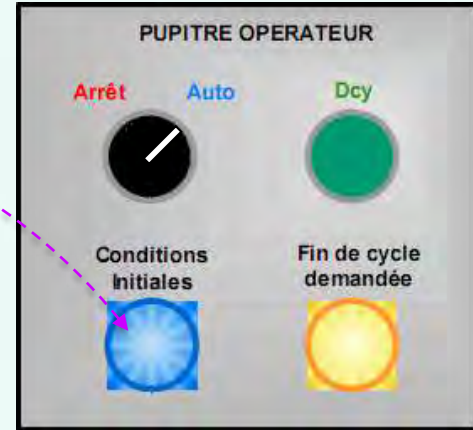 PUPITRE OPERATEUR
Arrêt Auto Dcy
Conditions Initiales
Fin de cycle demandée